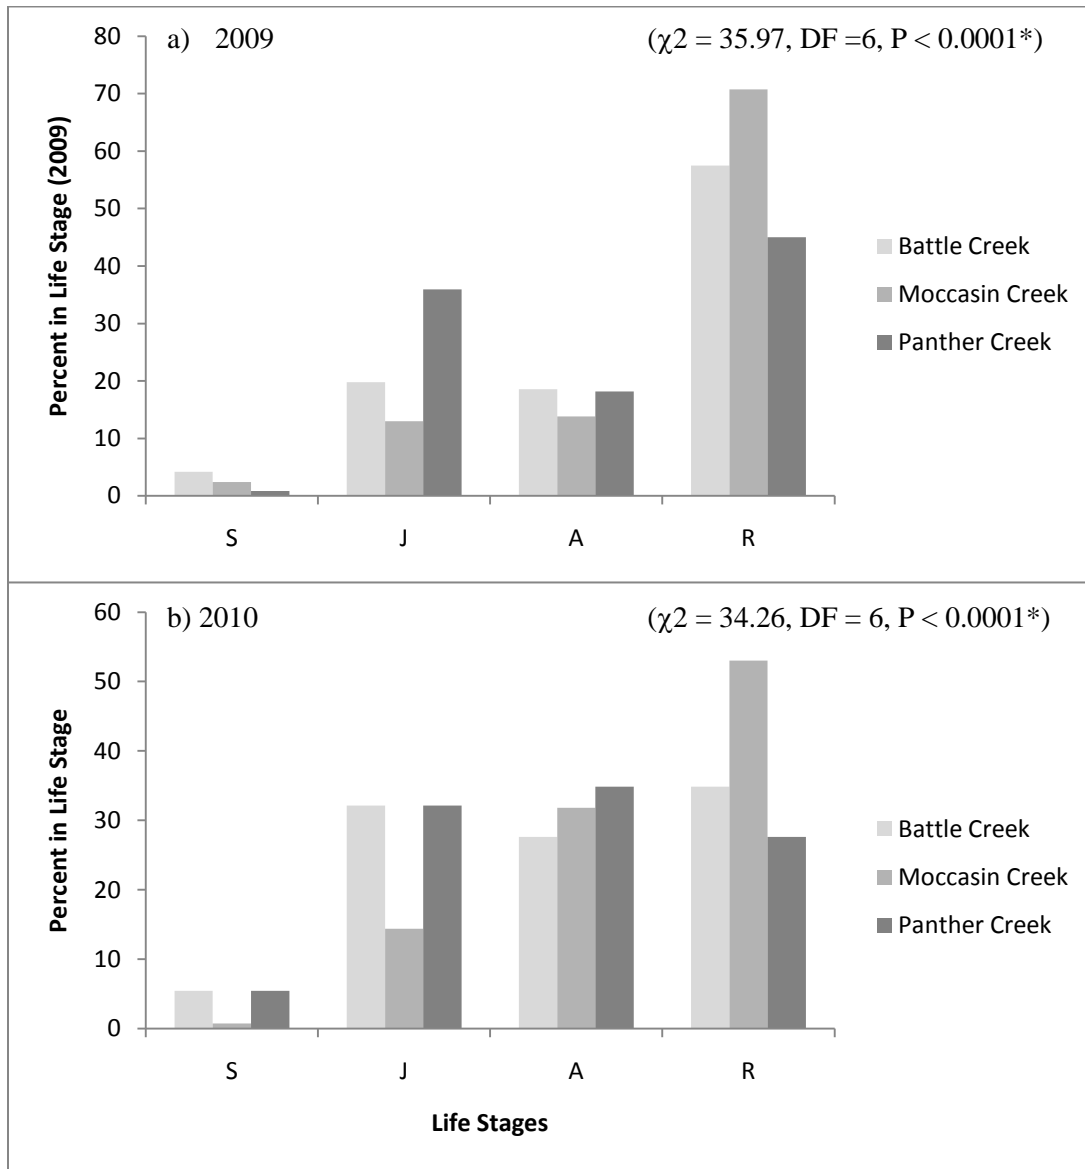 a) 2009
(χ2 = 35.97, DF =6, P < 0.0001*)
Percent in Life Stage (2009)
80
70
60
50
40
30
20
10
0
S J A R
Battle Creek
Moccasin Creek
Panther Creek
b) 2010
(χ2 = 34.26, DF = 6, P < 0.0001*)
Percent in Life Stage
60
50
40
30
20
10
0
S J A R
Life Stages
Battle Creek
Moccasin Creek
Panther Creek